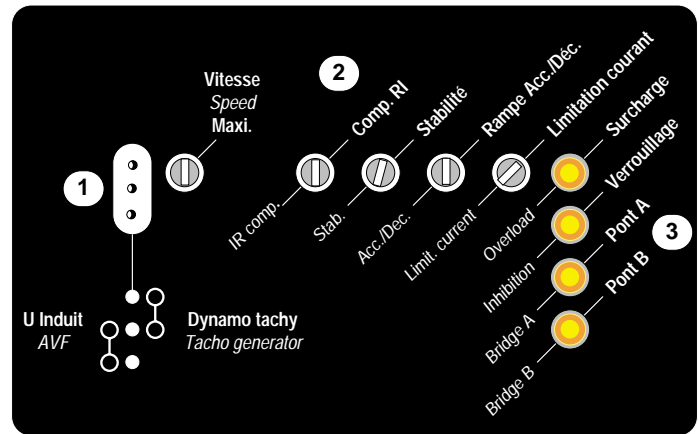 Vitesse
Speed
Maxi.
2
Comp. RI
Stabilité
Rampe Acc./Déc.
Limitation courant
Surcharge
Verrouillage
Pont A
Pont B
1
3
IR comp.
Stab.
Acc./Dec.
Limit. current
Overload
Inhibition
Bridge A
Bridge B
U Induit
AVF
Dynamo tachy
Tacho generator